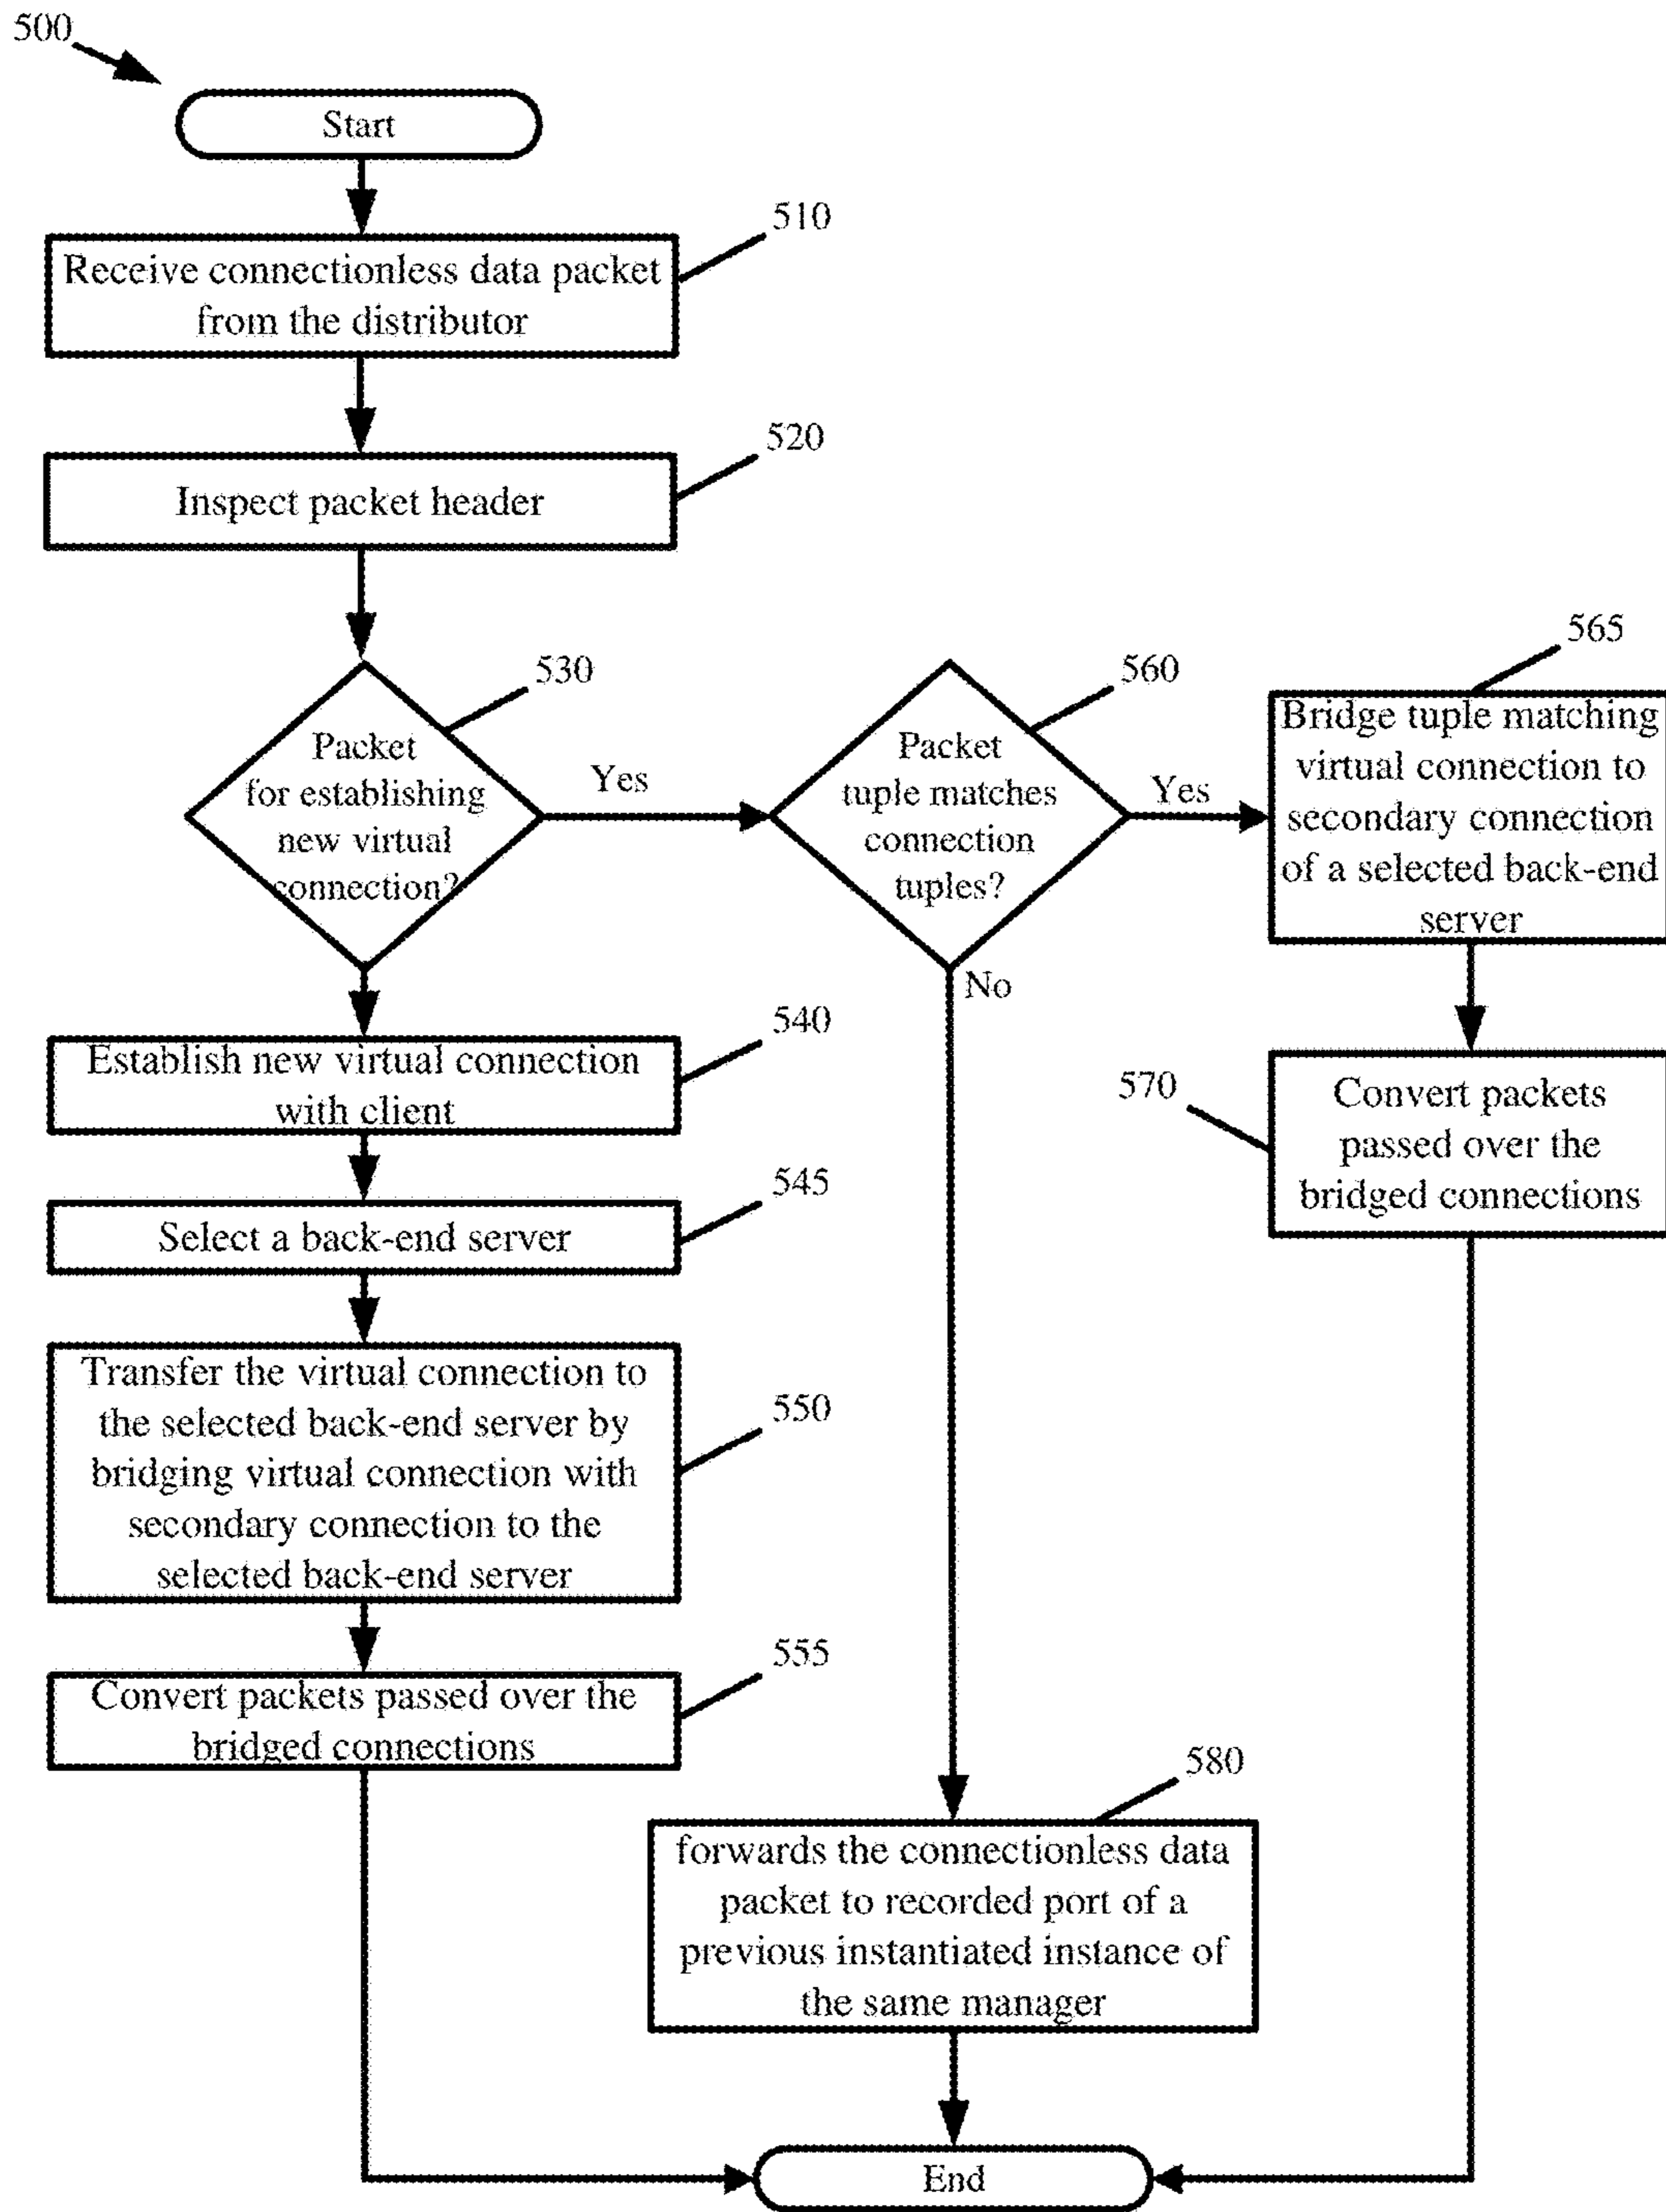 500
Start
510
Receive connectionless data packet
from the distributor
520
Inspect packet header
530
Packet
for establishing
new virtual
connection?
Yes
560
Packet
tuple matches
connection
tuples?
Yes
No
565
Bridge tuple matching
virtual connection to
secondary connection
of a selected back-end
server
570
Convert packets
passed over the
bridged connections
540
Establish new virtual connection
with client
545
Select a back-end server
550
Transfer the virtual connection to
the selected back-end server by
bridging virtual connection with
secondary connection to the
selected back-end server
555
Convert packets passed over the
bridged connections
580
forwards the connectionless data
packet to recorded port of a
previous instantiated instance of
the same manager
End